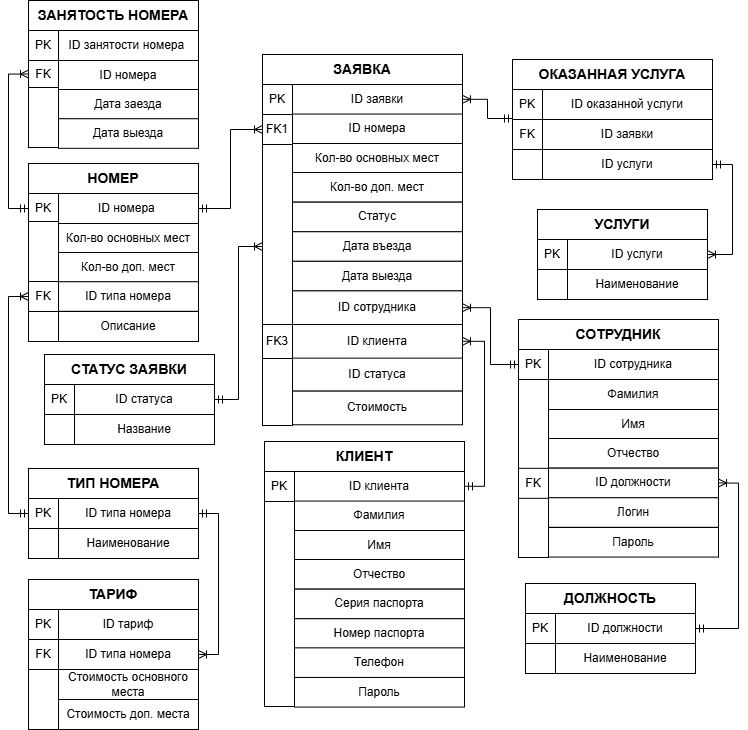 ЗАНЯТОСТЬ НОМЕРА
PK ID занятости номера
FK ID номера
Дата заезда
Дата выезда
НОМЕР
PK ID номера
Кол-во основных мест
Кол-во доп. мест
FK ID типа номера
Описание
СТАТУС ЗАЯВКИ
PK ID статуса
Название
ТИП НОМЕРА
PK ID типа номера
Наименование
ТАРИФ
PK ID тариф
FK ID типа номера
Стоимость основного
места
Стоимость доп. места
ЗАЯВКА
PK ID заявки
FK1 ID номера
Кол-во основных мест
Кол-во доп. мест
Статус
Дата въезда
Дата выезда
ID сотрудника
FK3 ID клиента
ID статуса
Стоимость
КЛИЕНТ
PK ID клиента
Фамилия
Имя
Отчество
Серия паспорта
Номер паспорта
Телефон
Пароль
ОКАЗАННАЯ УСЛУГА
PK ID оказанной услуги
FK ID заявки
ID услуги
УСЛУГИ
PK ID услуги
Наименование
СОТРУДНИК
PK ID сотрудника
Фамилия
Имя
Отчество
FK ID должности
Логин
Пароль
ДОЛЖНОСТЬ
PK ID должности
Наименование